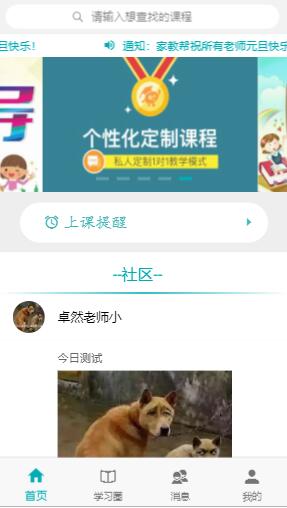 请输入想查找的课程
快乐！
通知：家教帮祝所有老师元旦快乐
导
个性化定制课程
私人定制1对1教学模式
上课提醒
--社区--
卓然老师小
今日测试
首页
学习圈
消息
我的